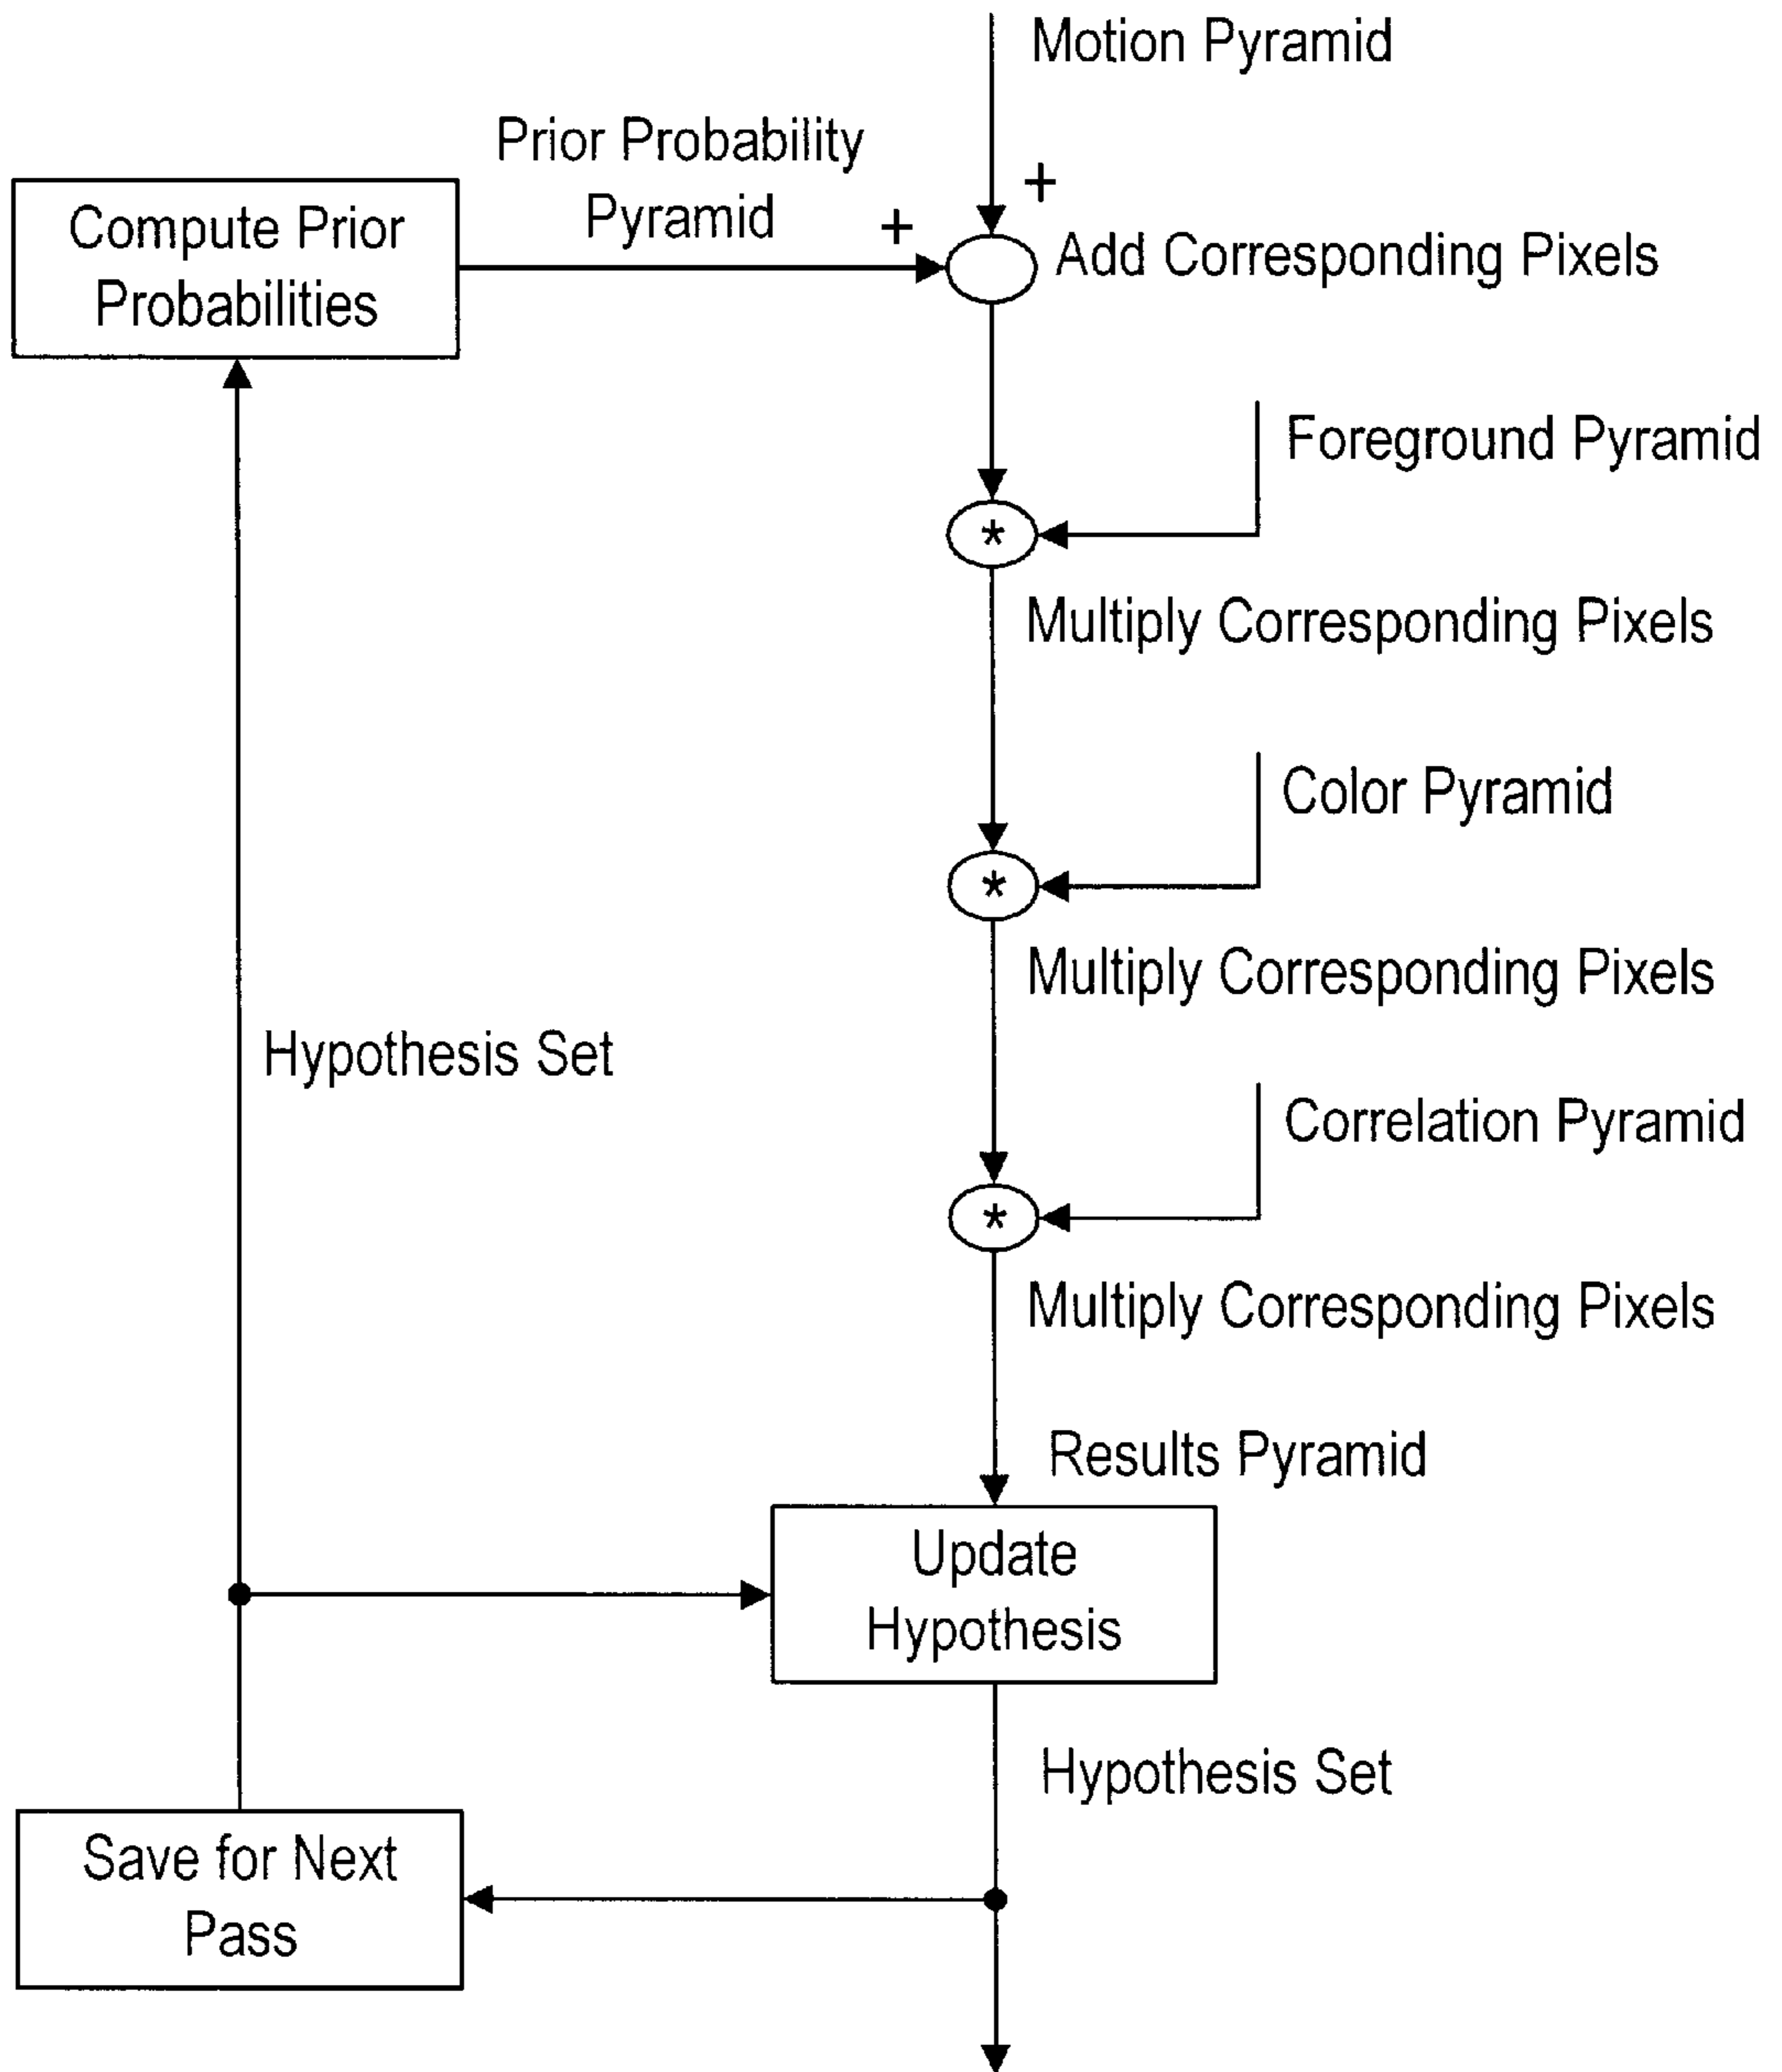 Motion Pyramid
Prior Probability
Pyramid
+
+
Compute Prior
Probabilities
Add Corresponding Pixels
Foreground Pyramid
*
Multiply Corresponding Pixels
Color Pyramid
*
Multiply Corresponding Pixels
Hypothesis Set
Correlation Pyramid
*
Multiply Corresponding Pixels
Results Pyramid
Update
Hypothesis
Hypothesis Set
Save for Next
Pass